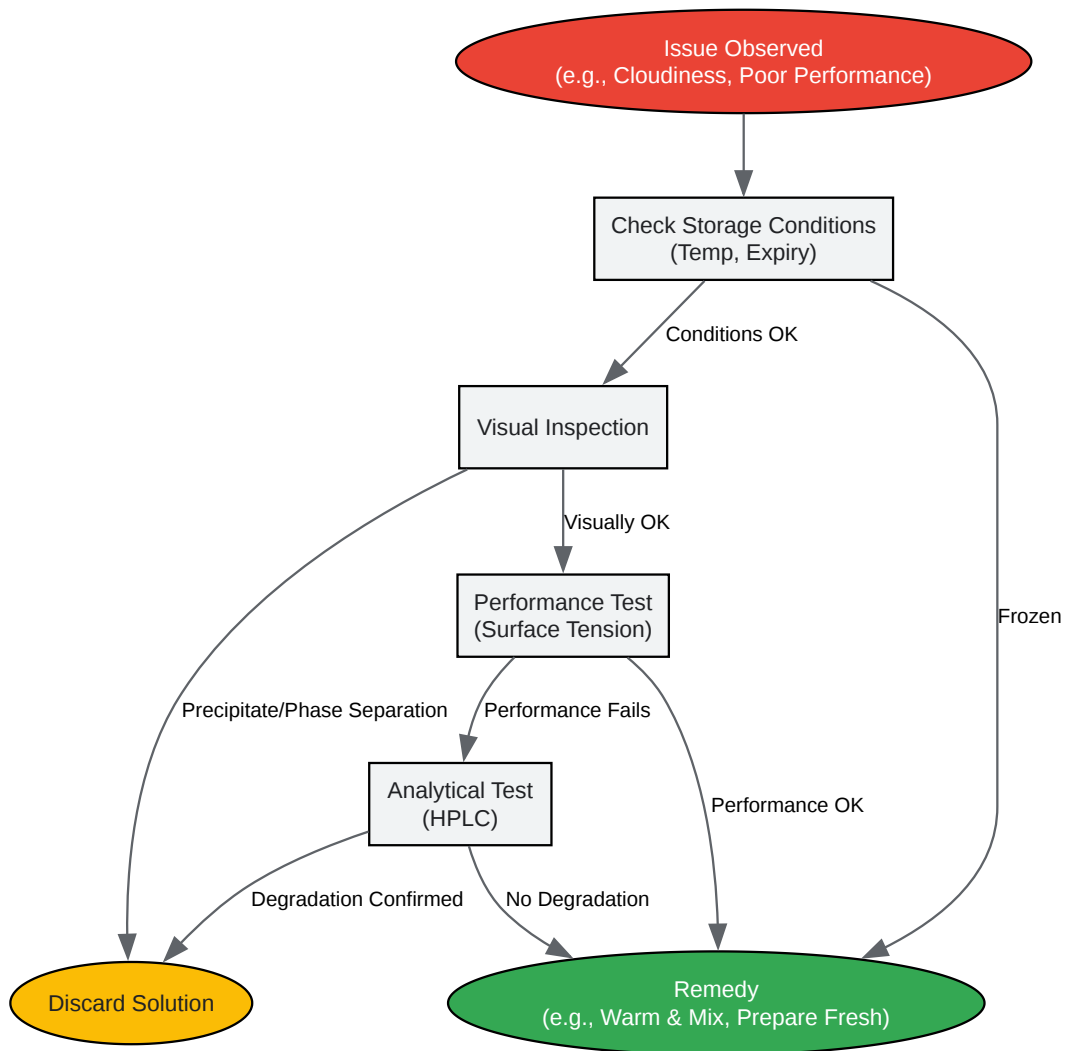 Issue Observed
(e.g., Cloudiness, Poor Performance)
Check Storage Conditions
(Temp, Expiry)
Conditions OK
Visual Inspection
Visually OK
Performance Test
(Surface Tension)
Frozen
Precipitate/Phase Separation
Performance Fails
Analytical Test
(HPLC)
Performance OK
Degradation Confirmed
No Degradation
Discard Solution
Remedy
(e.g., Warm & Mix, Prepare Fresh)